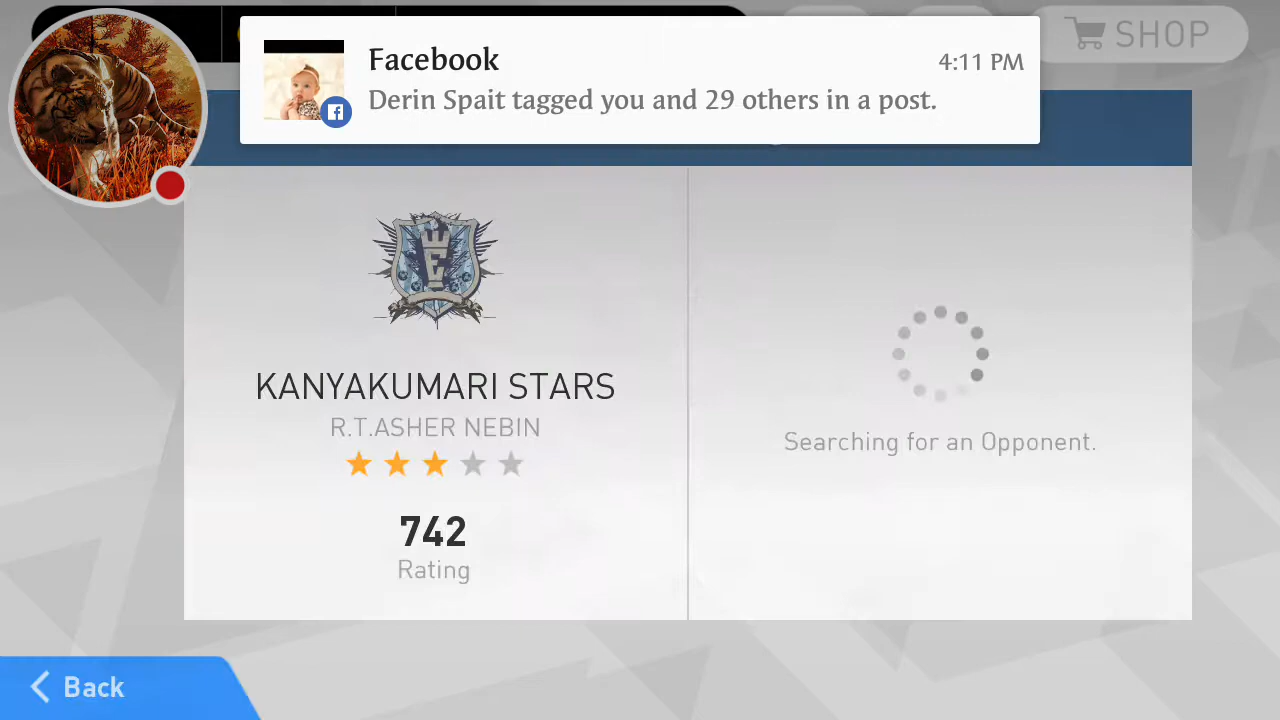 SHOP
Facebook
4:11 PM
Derin Spait tagged you and 29 others in a post.
KANYAKUMARI STARS
R.T.ASHER NEBIN
742
Rating
Searching for an Opponent.
Back